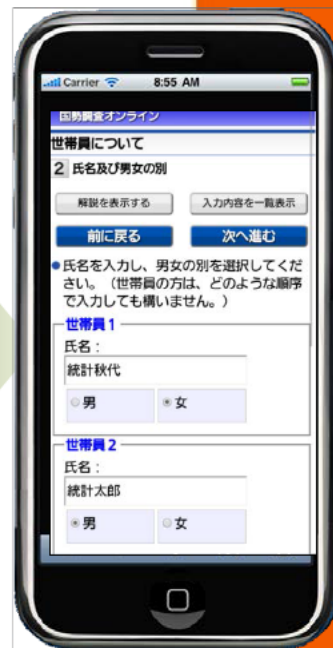 Carrier 8:55 AM
国勢調査オンライン
世帯員について
2 氏名及び男女の別
解説を表示する 入力内容を一覧表示
前に戻る 次へ進む
●氏名を入力し、男女の別を選択してくだ
さい。（世帯員の方は、どのような順序
で入力しても構いません。）
世帯員1
氏名：
統計秋代
男 女
世帯員2
氏名：
統計太郎
男 女